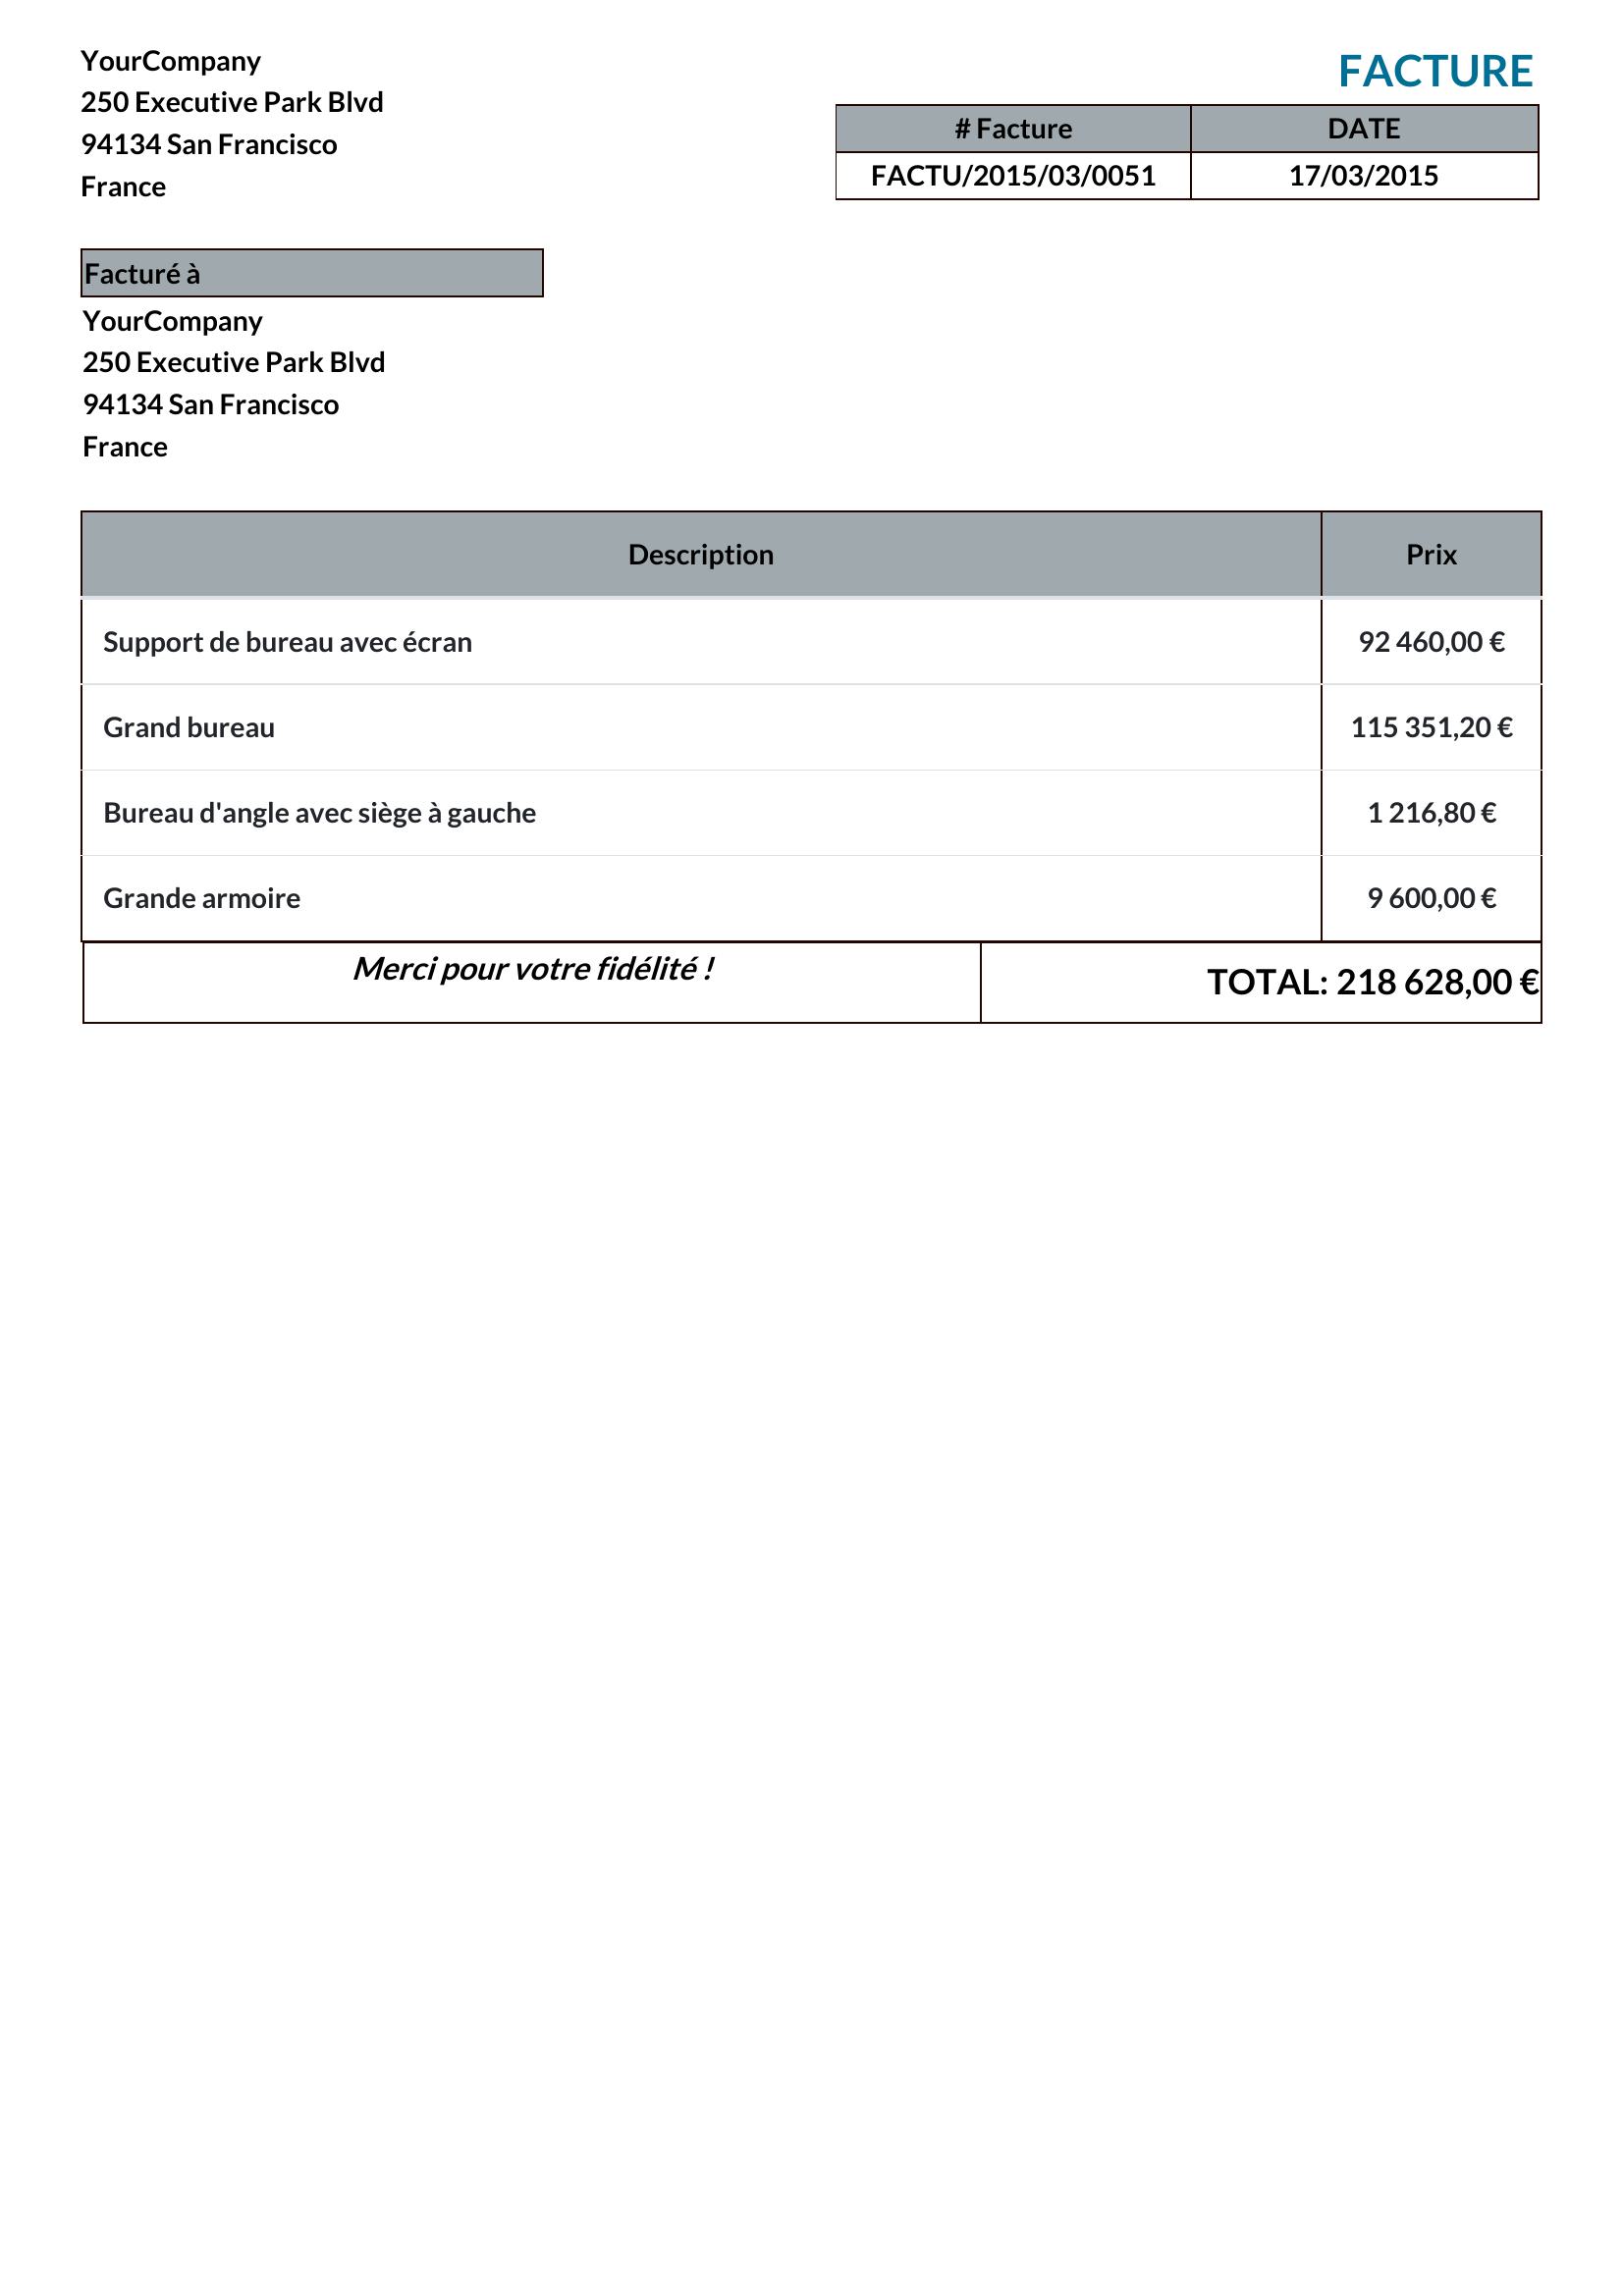 YourCompany
250 Executive Park Blvd
94134 San Francisco
France
FACTURE
# Facture DATE
FACTU/2015/03/0051 17/03/2015
Facturé à
YourCompany
250 Executive Park Blvd
94134 San Francisco
France
Description Prix
Support de bureau avec écran 92 460,00 €
Grand bureau 115 351,20 €
Bureau d'angle avec siège à gauche 1 216,80 €
Grande armoire 9 600,00 €
Merci pour votre fidélité ! TOTAL: 218 628,00 €